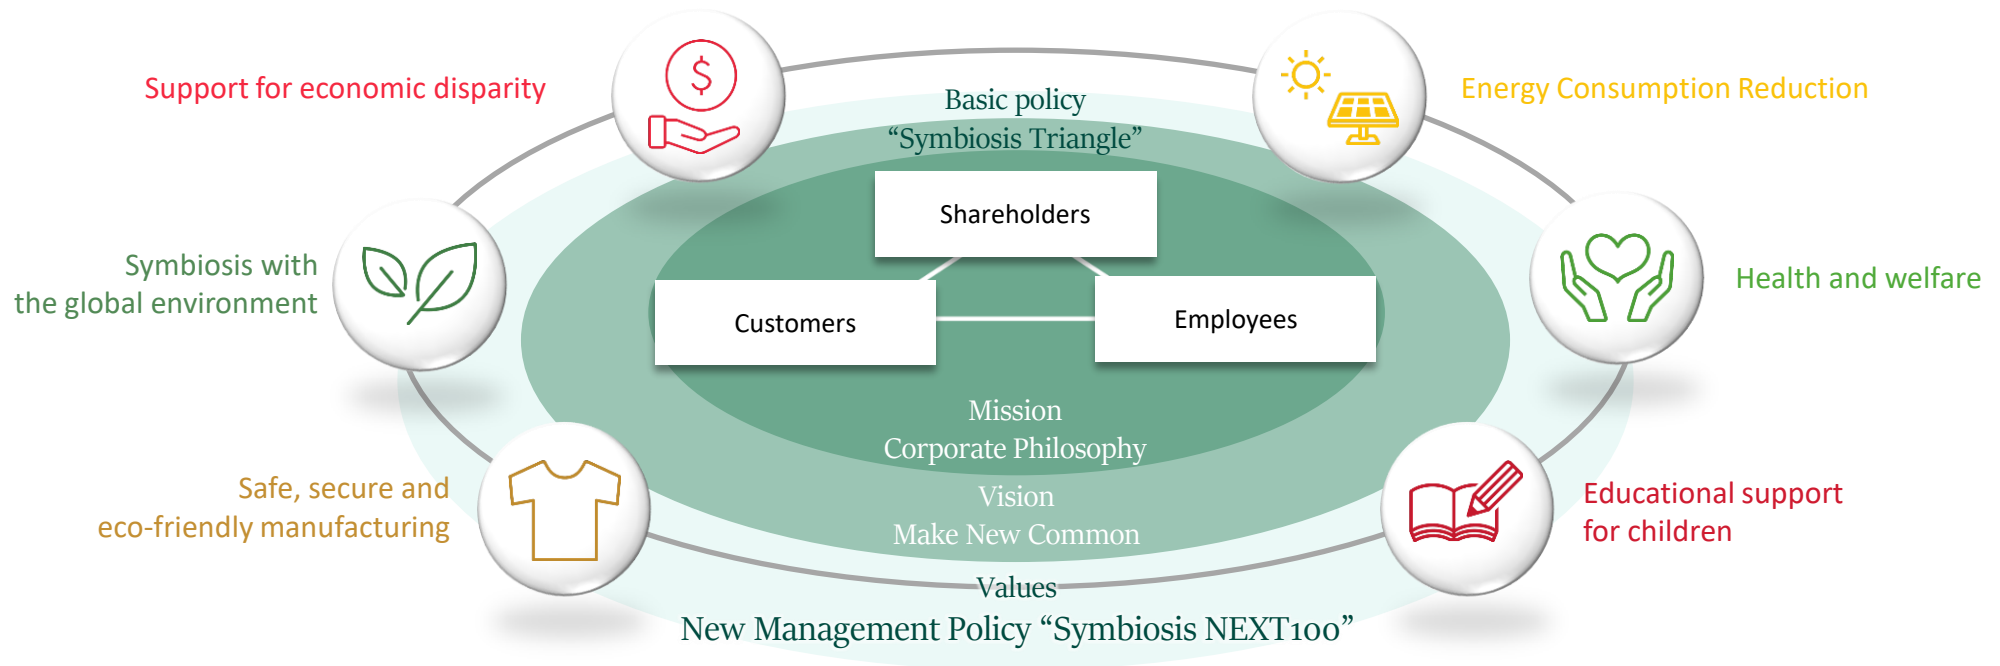 Support for economic disparity
Energy Consumption Reduction
Basic policy
“Symbiosis Triangle”
Shareholders
Symbiosis with
the global environment
Health and welfare
Customers
Employees
Mission
Corporate Philosophy
Safe, secure and
eco-friendly manufacturing
Vision
Make New Common
Educational support
for children
Values
New Management Policy “Symbiosis NEXT100”
$